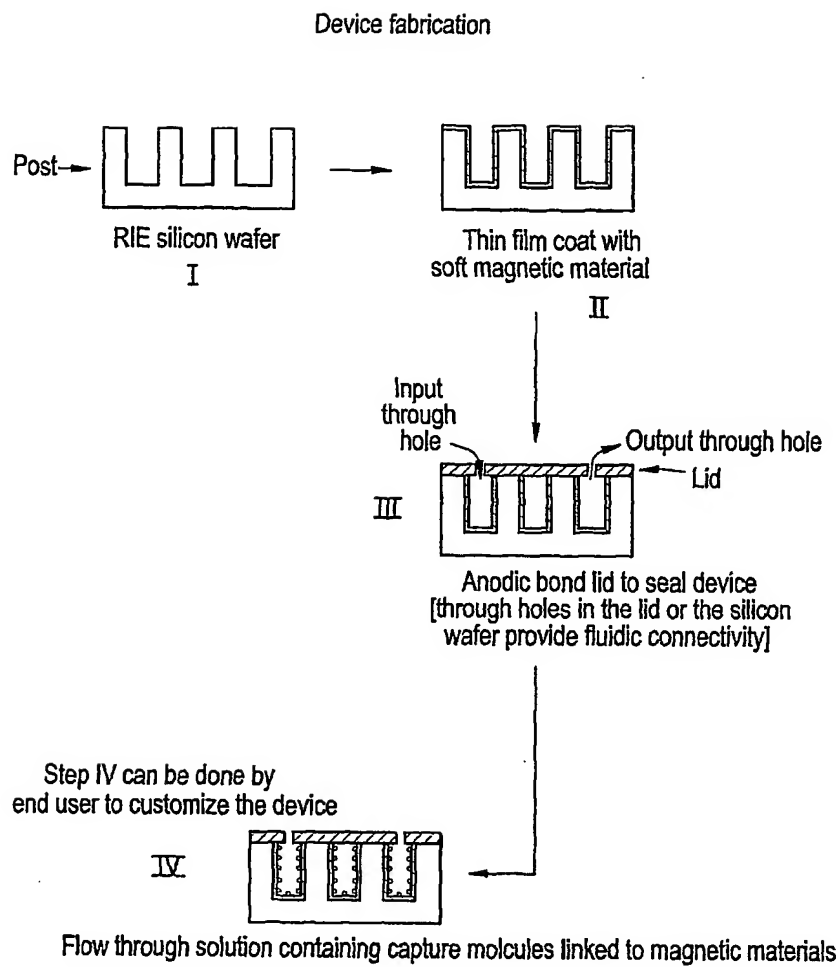 Device fabrication
Post
RIE silicon wafer
I
Thin film coat with
soft magnetic material
II
Input
through
hole
Output through hole
Lid
III
Anodic bond lid to seal device
[through holes in the lid or the silicon
wafer provide fluidic connectivity]
Step IV can be done by
end user to customize the device
IV
Flow through solution containing capture molcules linked to magnetic materials